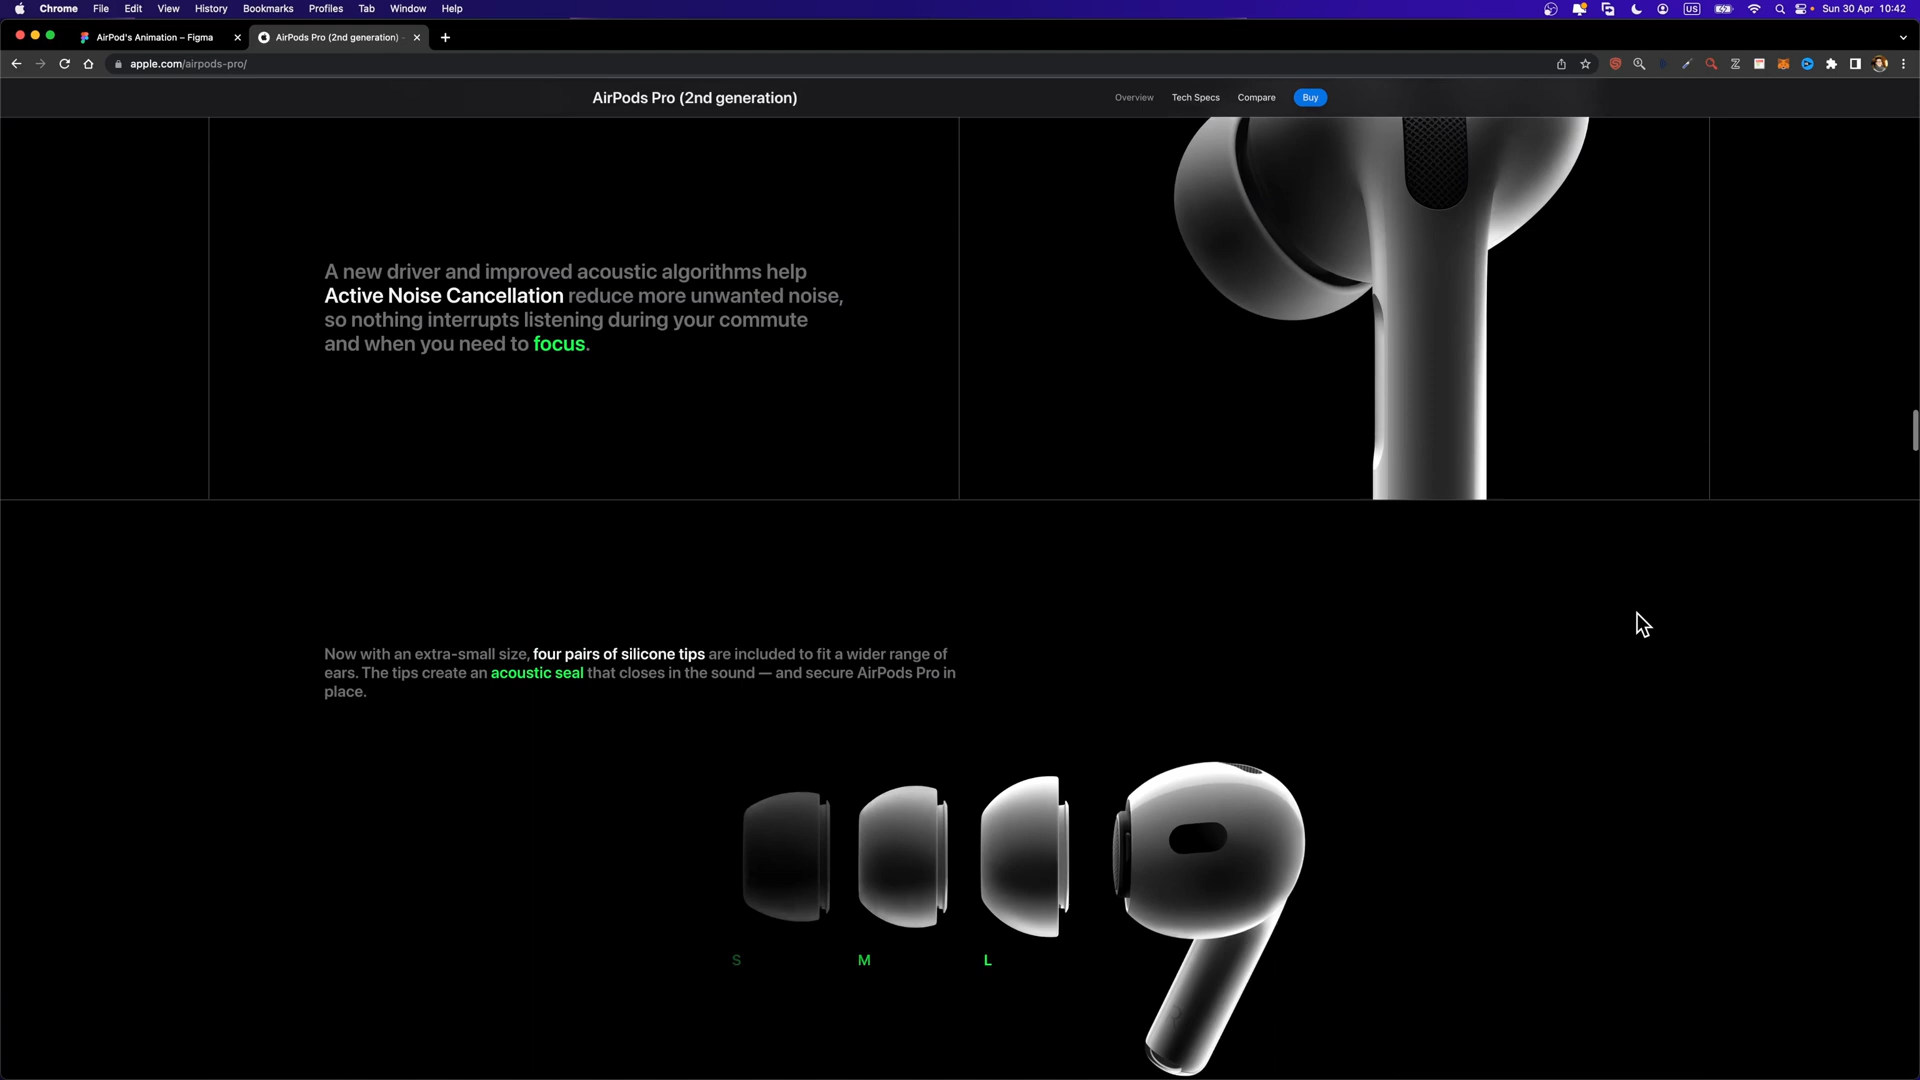 Chrome File Edit View History Bookmarks Profiles Tab Window Help
US Sun 30 Apr 10:42
AirPod's Animation – Figma
AirPods Pro (2nd generation)
apple.com/airpods-pro/
AirPods Pro (2nd generation)
Overview Tech Specs Compare Buy
A new driver and improved acoustic algorithms help
Active Noise Cancellation reduce more unwanted noise,
so nothing interrupts listening during your commute
and when you need to focus.
Now with an extra-small size, four pairs of silicone tips are included to fit a wider range of
ears. The tips create an acoustic seal that closes in the sound — and secure AirPods Pro in
place.
S M L